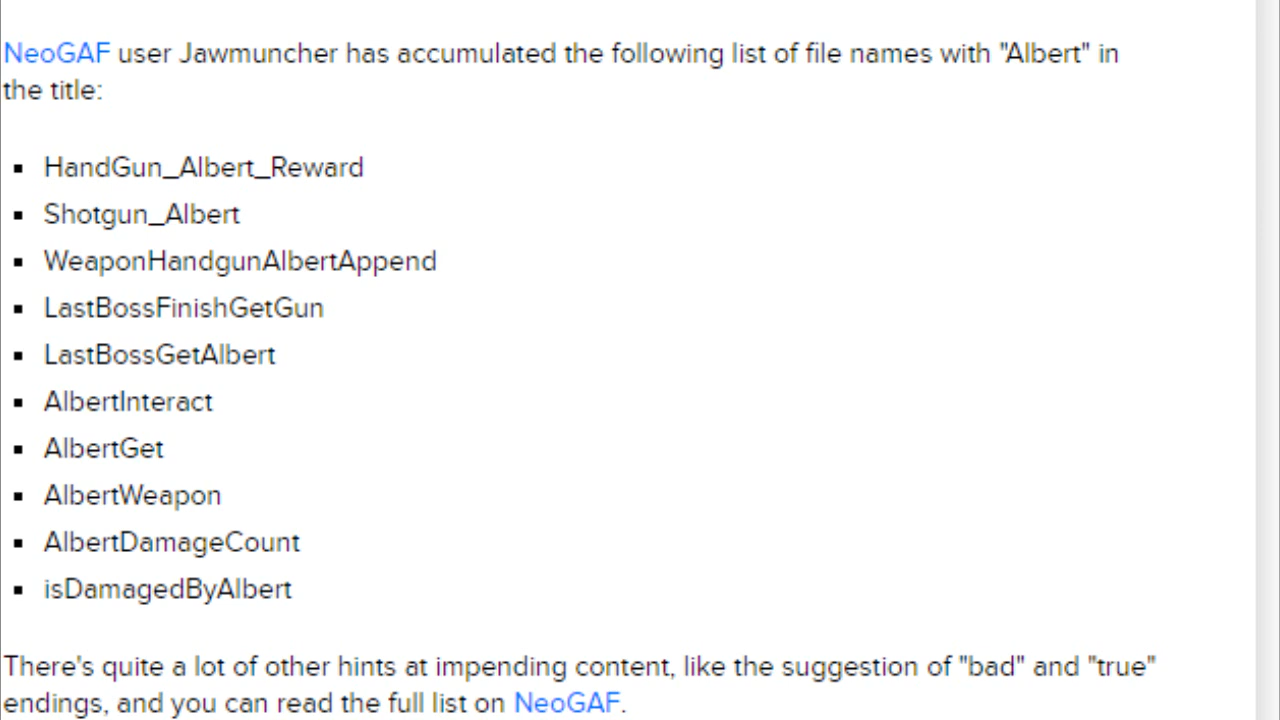 NeoGAF user Jawmuncher has accumulated the following list of file names with "Albert" in
the title:
HandGun_Albert_Reward
Shotgun_Albert
WeaponHandgunAlbertAppend
LastBossFinishGetGun
LastBossGetAlbert
AlbertInteract
AlbertGet
AlbertWeapon
AlbertDamageCount
isDamagedByAlbert
There's quite a lot of other hints at impending content, like the suggestion of "bad" and "true"
endings, and you can read the full list on NeoGAF.